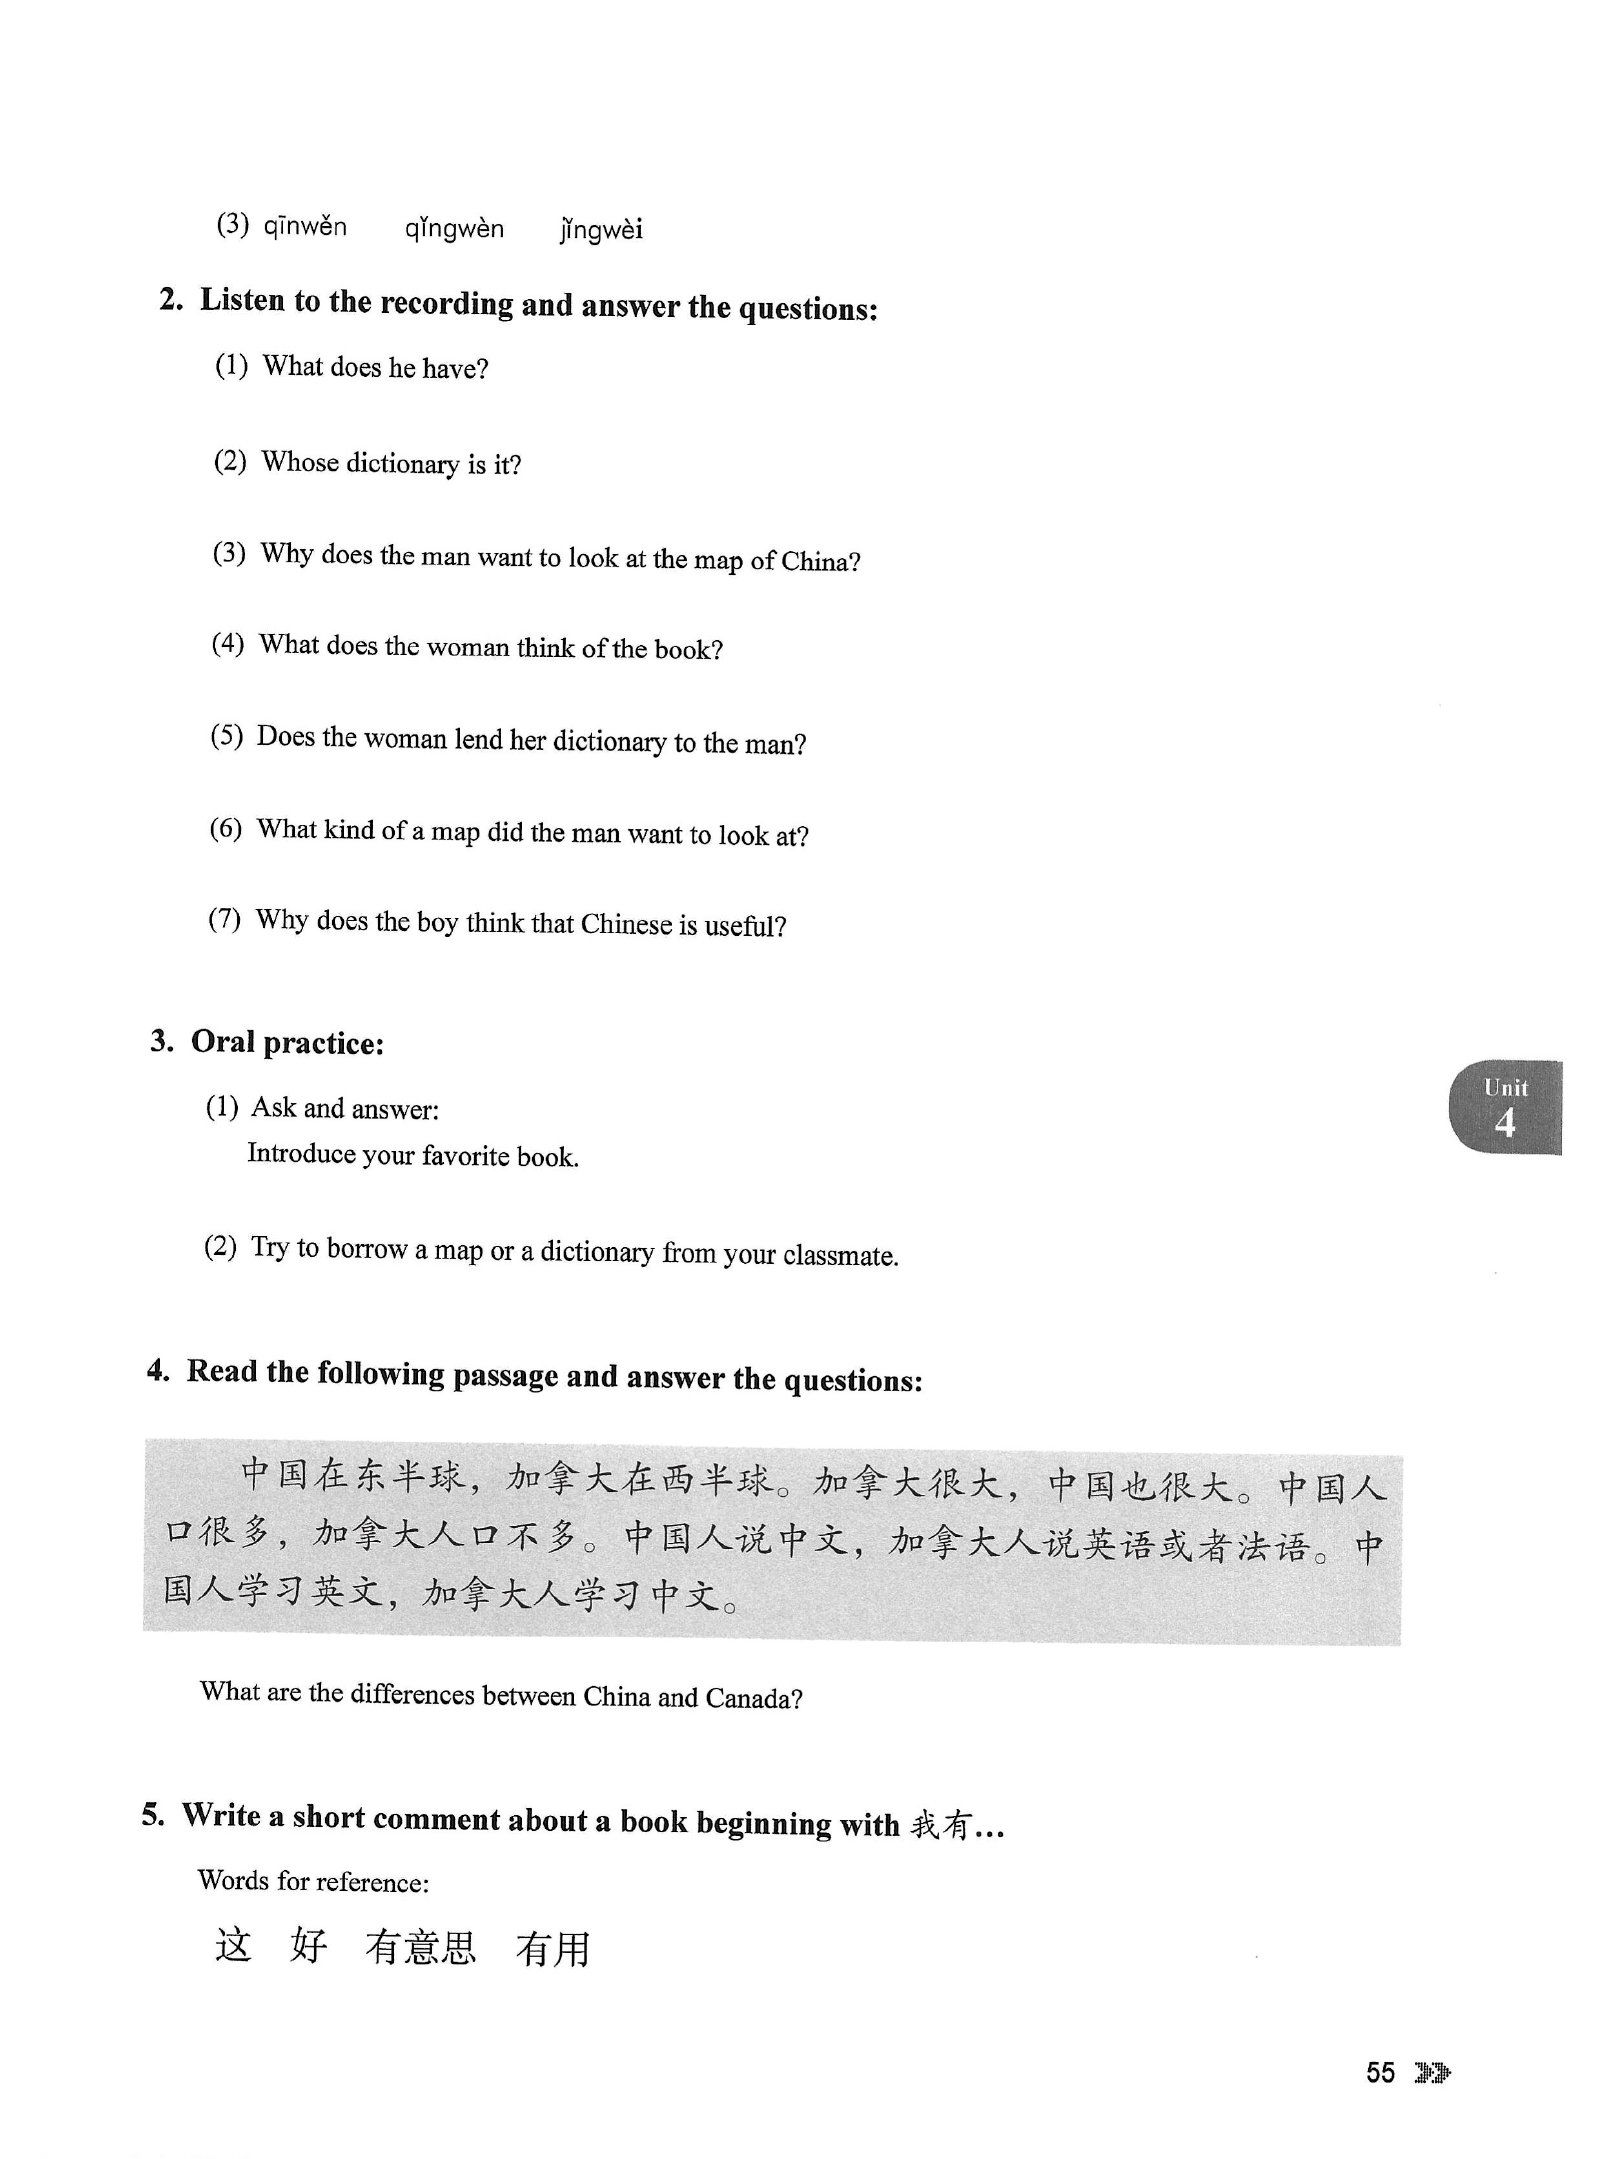 (3) qīnwěn qǐngwèn jǐngwèi
2. Listen to the recording and answer the questions:
(1) What does he have?
(2) Whose dictionary is it?
(3) Why does the man want to look at the map of China?
(4) What does the woman think of the book?
(5) Does the woman lend her dictionary to the man?
(6) What kind of a map did the man want to look at?
(7) Why does the boy think that Chinese is useful?
3. Oral practice:
Unit
4
(1) Ask and answer:
Introduce your favorite book.
(2) Try to borrow a map or a dictionary from your classmate.
4. Read the following passage and answer the questions:
中国在东半球，加拿大在西半球。加拿大很大，中国也很大。中国人
口很多，加拿大人口不多。中国人说中文，加拿大人说英语或者法语。中
国人学习英文，加拿大人学习中文。
What are the differences between China and Canada?
5. Write a short comment about a book beginning with 我有...
Words for reference:
这 好 有意思 有用
55